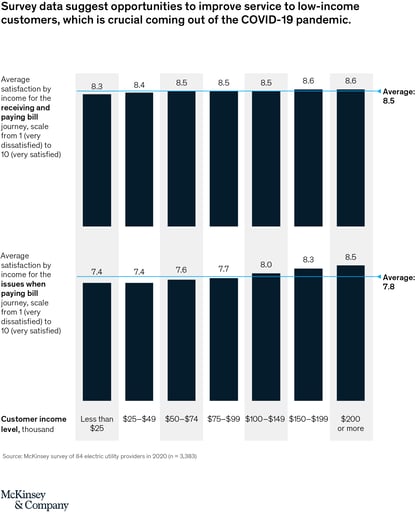 Survey data suggest opportunities to improve service to low-income
customers, which is crucial coming out of the COVID-19 pandemic.
Average
satisfaction by
income for the
receiving and
paying bill
journey, scale
from 1 (very
dissatisfied) to
10 (very satisfied)
8.3 8.4 8.5 8.5 8.5 8.6 8.6
Average:
8.5
Average
satisfaction by
income for the
issues when
paying bill
journey, scale
from 1 (very
dissatisfied) to
10 (very satisfied)
7.4 7.4 7.6 7.7 8.0 8.3 8.5
Average:
7.8
Customer income
level, thousand
Less than
$25
$25–$49 $50–$74 $75–$99 $100–$149 $150–$199 $200
or more
Source: McKinsey survey of 84 electric utility providers in 2020 (n = 3,383)
McKinsey
& Company